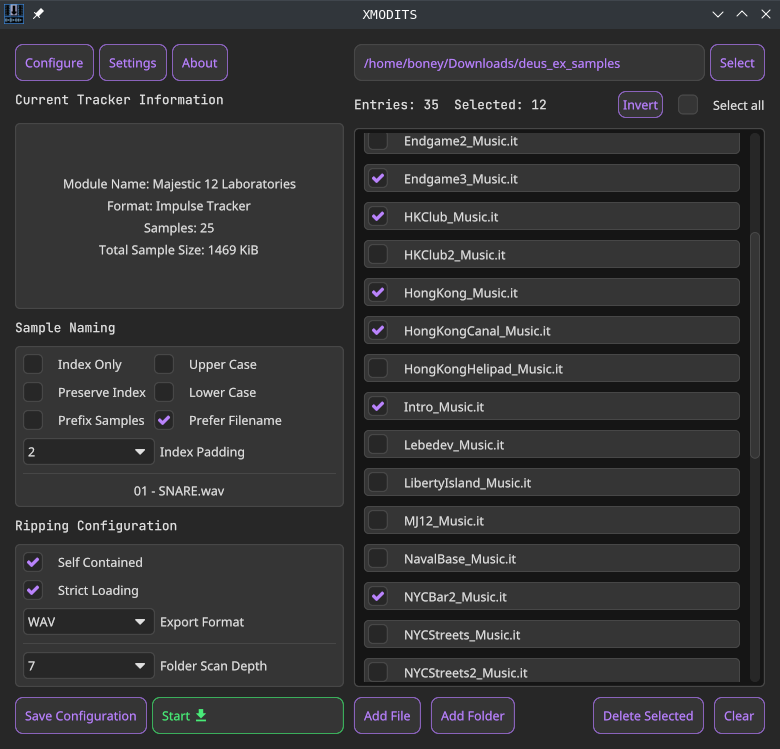 XMODITS
Configure Settings About
/home/boney/Downloads/deus_ex_samples Select
Current Tracker Information
Entries: 35 Selected: 12 Invert Select all
Module Name: Majestic 12 Laboratories
Format: Impulse Tracker
Samples: 25
Total Sample Size: 1469 KiB
Sample Naming
Index Only Upper Case
Preserve Index Lower Case
Prefix Samples Prefer Filename
2 Index Padding
01 - SNARE.wav
Ripping Configuration
Self Contained
Strict Loading
WAV Export Format
7 Folder Scan Depth
Save Configuration Start
Endgame2_Music.it
Endgame3_Music.it
HKClub_Music.it
HKClub2_Music.it
HongKong_Music.it
HongKongCanal_Music.it
HongKongHelipad_Music.it
Intro_Music.it
Lebedev_Music.it
LibertyIsland_Music.it
MJ12_Music.it
NavalBase_Music.it
NYCBar2_Music.it
NYCStreets_Music.it
NYCStreets2_Music.it
Add File Add Folder Delete Selected Clear